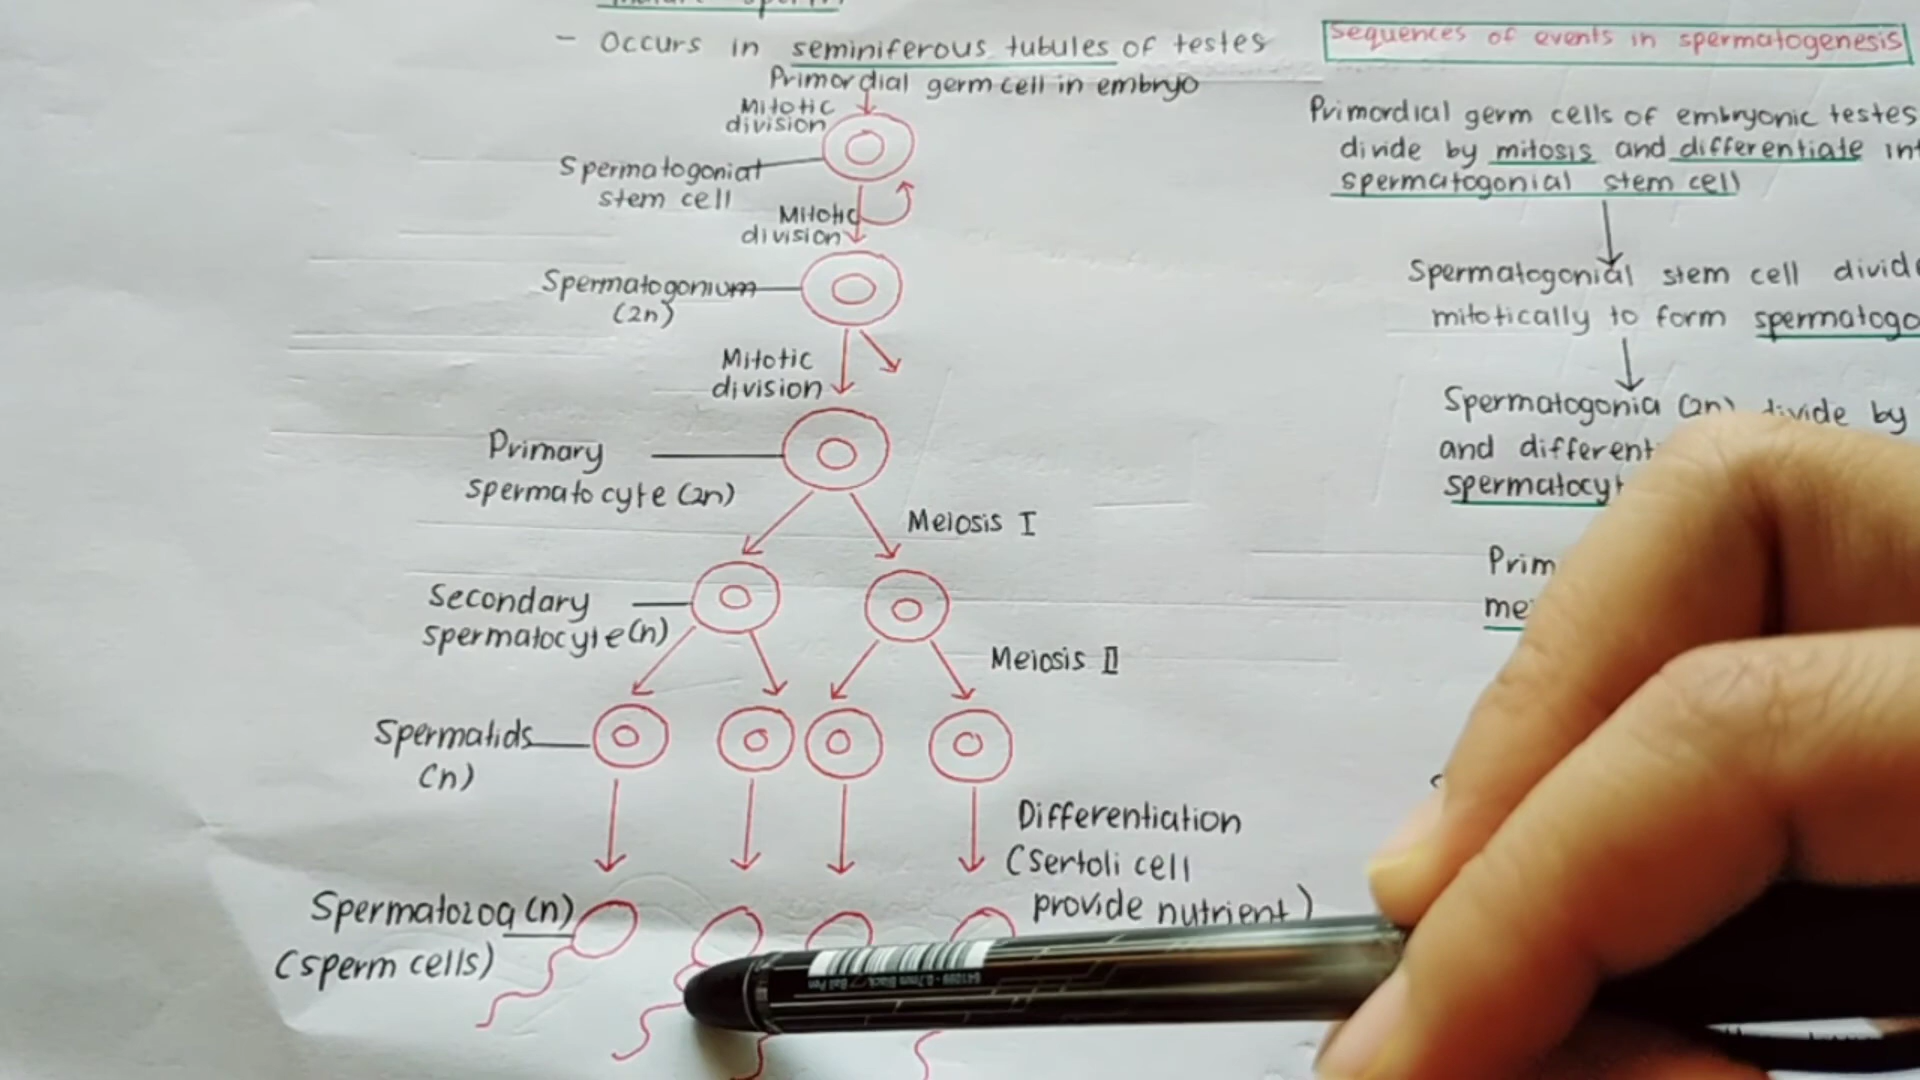 - Occurs in seminiferous tubules of testes
Primordial germ cell in embryo
Mitotic
division
Spermatogonial
stem cell
Mitotic
division
Spermatogonium
(2n)
Mitotic
division
Primary
spermatocyte (2n)
Meiosis I
Secondary
spermatocyte (n)
Meiosis II
Spermatids
(n)
Differentiation
(Sertoli cell
provide nutrient)
Spermatozoa (n)
(sperm cells)
Sequences of events in spermatogenesis
Primordial germ cells of embryonic testes
divide by mitosis and differentiate
spermatogonial stem cell
Spermatogonial stem cell
mitotically to form
Spermatogonia (2n) divide by
and